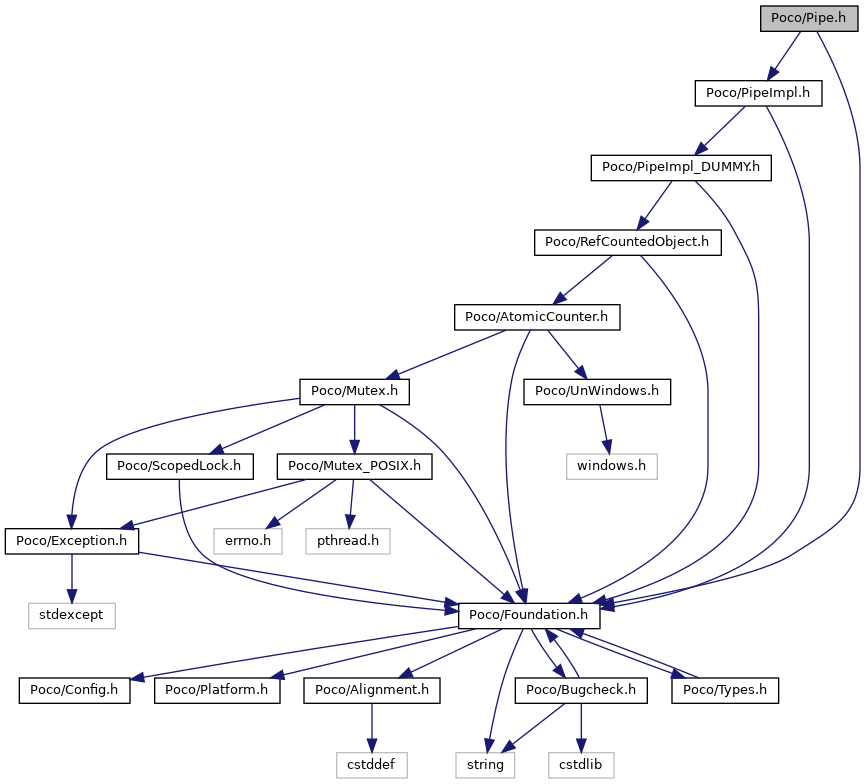 Poco/Pipe.h
Poco/PipeImpl.h
Poco/PipeImpl_DUMMY.h
Poco/RefCountedObject.h
Poco/AtomicCounter.h
Poco/Mutex.h
Poco/UnWindows.h
Poco/ScopedLock.h
Poco/Mutex_POSIX.h
windows.h
Poco/Exception.h
errno.h
pthread.h
stdexcept
Poco/Foundation.h
Poco/Config.h
Poco/Platform.h
Poco/Alignment.h
Poco/Bugcheck.h
Poco/Types.h
cstddef
string
cstdlib